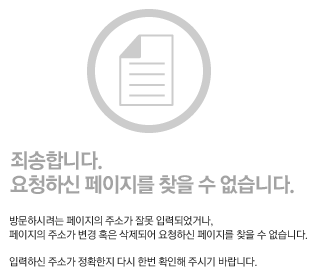 죄송합니다.
요청하신 페이지를 찾을 수 없습니다.
방문하시려는 페이지의 주소가 잘못 입력되었거나,
페이지의 주소가 변경 혹은 삭제되어 요청하신 페이지를 찾을 수 없습니다.
입력하신 주소가 정확한지 다시 한번 확인해 주시기 바랍니다.